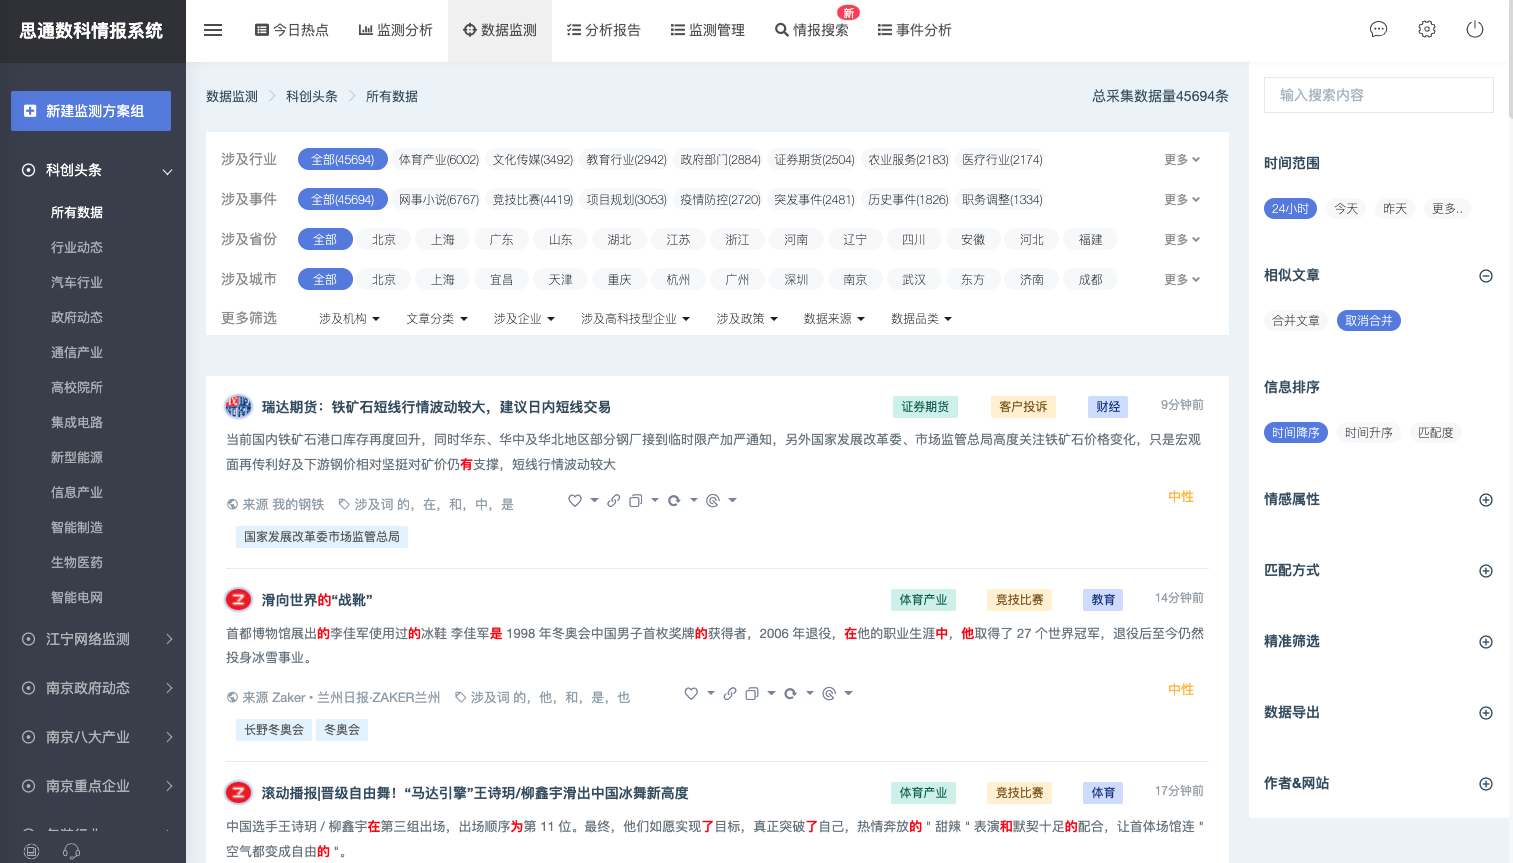 思通数科情报系统
今日热点 监测分析 数据监测 分析报告 监测管理 情报搜索 新 事件分析
新建监测方案组
科创头条
所有数据
行业动态
汽车行业
政府动态
通信产业
高校院所
集成电路
新型能源
信息产业
智能制造
生物医药
智能电网
江宁网络监测
南京政府动态
南京八大产业
南京重点企业
数据监测 科创头条 所有数据 总采集数据量45694条
涉及行业 全部(45694) 体育产业(6002) 文化传媒(3492) 教育行业(2942) 政府部门(2884) 证券期货(2504) 农业服务(2183) 医疗行业(2174) 更多
涉及事件 全部(45694) 网事小说(6767) 竞技比赛(4419) 项目规划(3053) 疫情防控(2720) 突发事件(2481) 历史事件(1826) 职务调整(1334) 更多
涉及省份 全部 北京 上海 广东 山东 湖北 江苏 浙江 河南 辽宁 四川 安徽 河北 福建 更多
涉及城市 全部 北京 上海 宜昌 天津 重庆 杭州 广州 深圳 南京 武汉 东方 济南 成都 更多
更多筛选 涉及机构 文章分类 涉及企业 涉及高科技型企业 涉及政策 数据来源 数据品类
瑞达期货：铁矿石短线行情波动较大，建议日内短线交易 证券期货 客户投诉 财经 9分钟前
当前国内铁矿石港口库存再度回升，同时华东、华中及华北地区部分钢厂接到临时限产加严通知，另外国家发展改革委、市场监管总局高度关注铁矿石价格变化，只是宏观
面再传利好及下游钢价相对坚挺对矿价仍有支撑，短线行情波动较大
来源 我的钢铁 涉及词 的，在，和，中，是 中性
国家发展改革委市场监管总局
滑向世界的“战靴” 体育产业 竞技比赛 教育 14分钟前
首都博物馆展出的李佳军使用过的冰鞋 李佳军是 1998 年冬奥会中国男子首枚奖牌的获得者，2006 年退役，在他的职业生涯中，他取得了 27 个世界冠军，退役后至今仍然
投身冰雪事业。
来源 Zaker • 兰州日报·ZAKER兰州 涉及词 的，他，和，是，也 中性
长野冬奥会 冬奥会
滚动播报|晋级自由舞！“马达引擎”王诗玥/柳鑫宇滑出中国冰舞新高度 体育产业 竞技比赛 体育 17分钟前
中国选手王诗玥 / 柳鑫宇在第三组出场，出场顺序为第 11 位。最终，他们如愿实现了目标，真正突破了自己，热情奔放的 " 甜辣 " 表演和默契十足的配合，让首体场馆连 "
空气都变成自由的 "。
输入搜索内容
时间范围
24小时 今天 昨天 更多..
相似文章
合并文章 取消合并
信息排序
时间降序 时间升序 匹配度
情感属性
匹配方式
精准筛选
数据导出
作者&网站